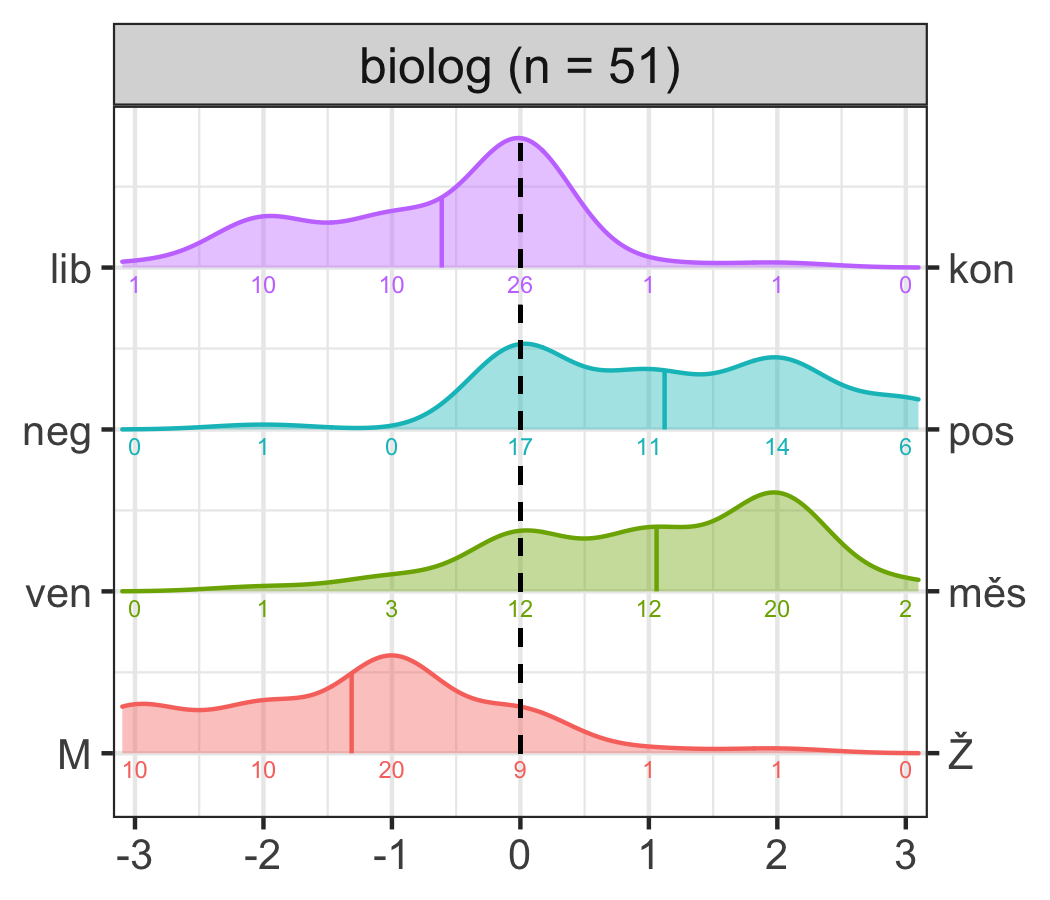 biolog (n = 51)
lib kon
1 10 10 26 1 1 0
neg pos
0 1 0 17 11 14 6
ven měs
0 1 3 12 12 20 2
M Ž
10 10 20 9 1 1 0
-3 -2 -1 0 1 2 3